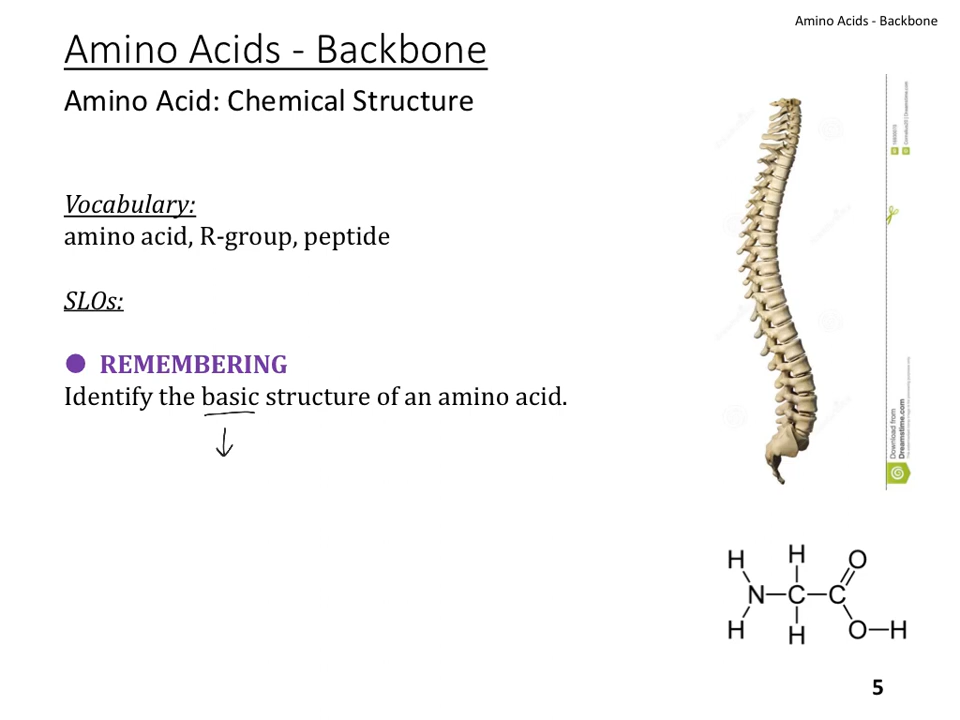 Amino Acids - Backbone
Amino Acids - Backbone
Amino Acid: Chemical Structure
Vocabulary:
amino acid, R-group, peptide
SLOs:
● REMEMBERING
Identify the basic structure of an amino acid.
Download from
Dreamstime.com
H H O
N—C—C
H H O—H
5